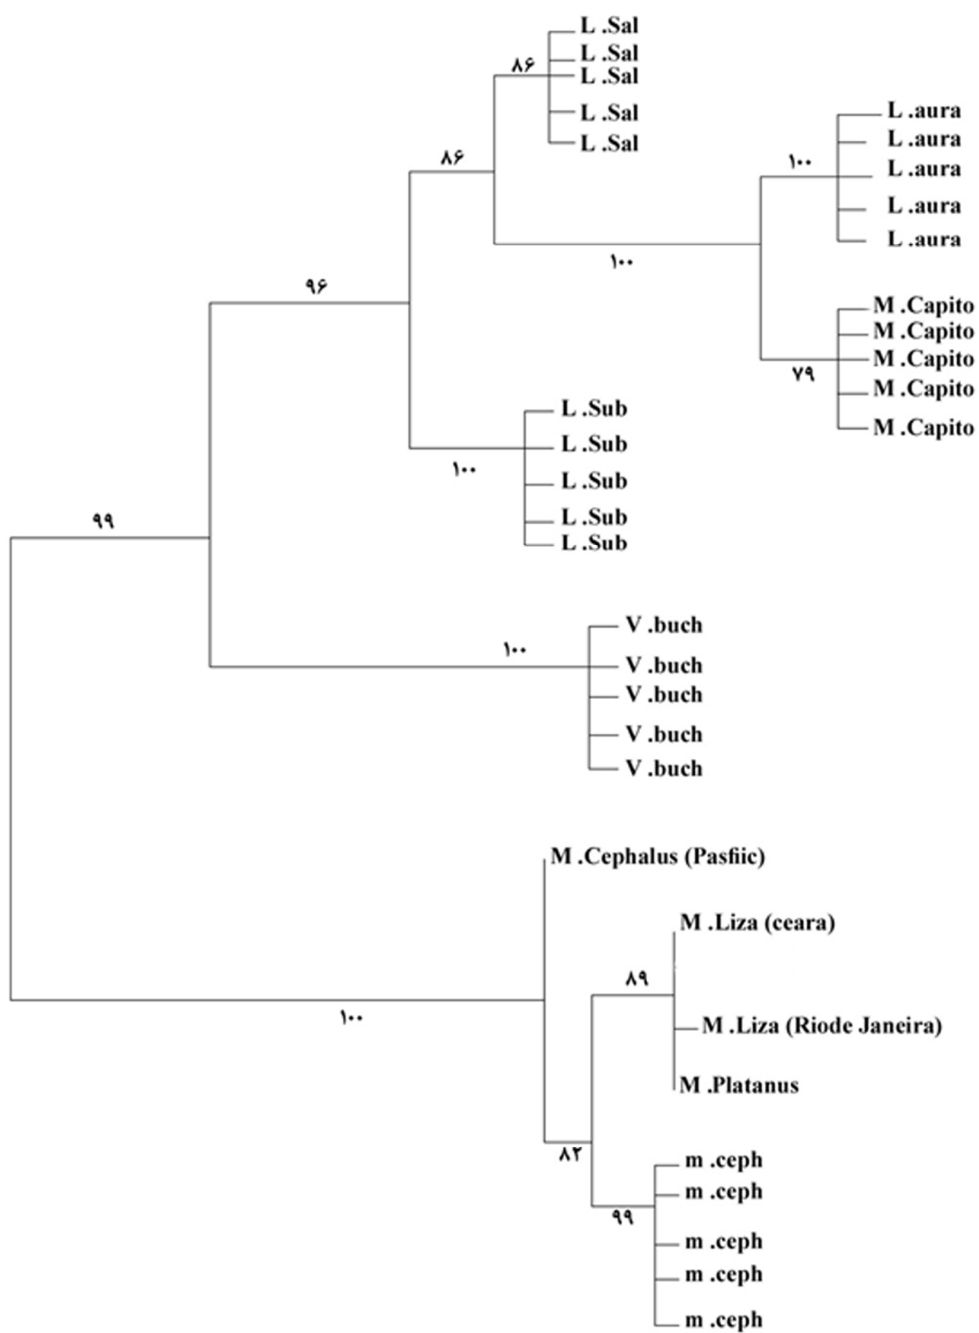 L .Sal
L .Sal
۸۶
L .Sal
L .Sal
L .Sal
L .aura
L .aura
۱۰۰
L .aura
L .aura
L .aura
۸۶
۱۰۰
۹۶
M .Capito
M .Capito
M .Capito
۷۹
M .Capito
M .Capito
L .Sub
L .Sub
۱۰۰
L .Sub
L .Sub
L .Sub
۹۹
V .buch
۱۰۰
V .buch
V .buch
V .buch
V .buch
M .Cephalus (Pasfiic)
M .Liza (ceara)
۸۹
۱۰۰
M .Liza (Riode Janeira)
M .Platanus
۸۲
m .ceph
m .ceph
۹۹
m .ceph
m .ceph
m .ceph